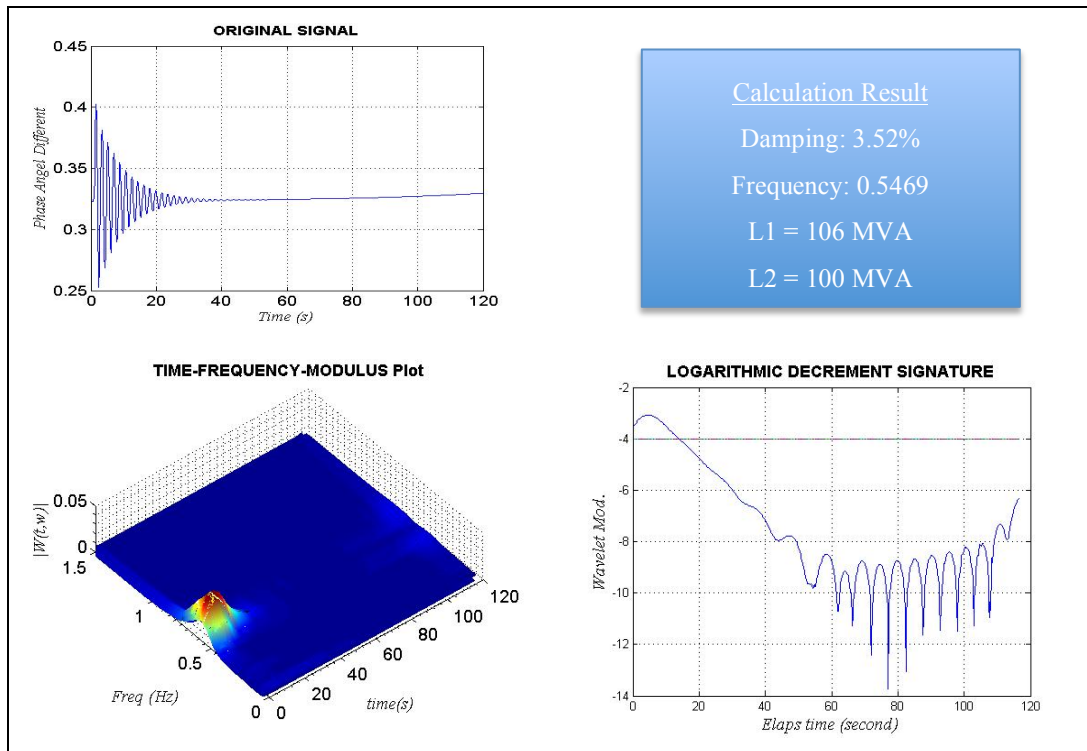 ORIGINAL SIGNAL
0.45
0.4
0.35
0.3
0.25
Phase Angel Different
0 20 40 60 80 100 120
Time (s)
Calculation Result
Damping: 3.52%
Frequency: 0.5469
L1 = 106 MVA
L2 = 100 MVA
TIME-FREQUENCY-MODULUS Plot
|W(t,w)|
0.05
0
1.5
1
0.5
0
Freq (Hz)
0
20
40
60
80
100
120
time(s)
LOGARITHMIC DECREMENT SIGNATURE
-2
-4
-6
-8
-10
-12
-14
Wavelet Mod.
0 20 40 60 80 100 120
Elaps time (second)